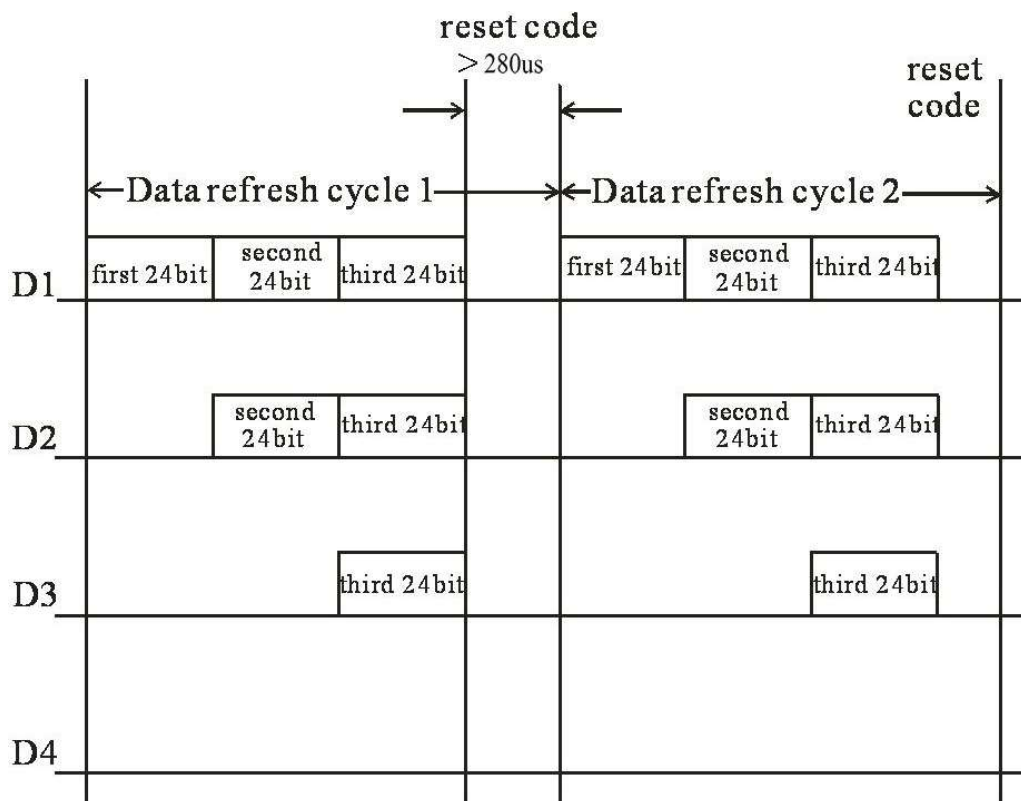 reset code
> 280us
reset
code
Data refresh cycle 1
Data refresh cycle 2
D1
first 24bit
second
24bit
third 24bit
first 24bit
second
24bit
third 24bit
D2
second
24bit
third 24bit
second
24bit
third 24bit
D3
third 24bit
third 24bit
D4